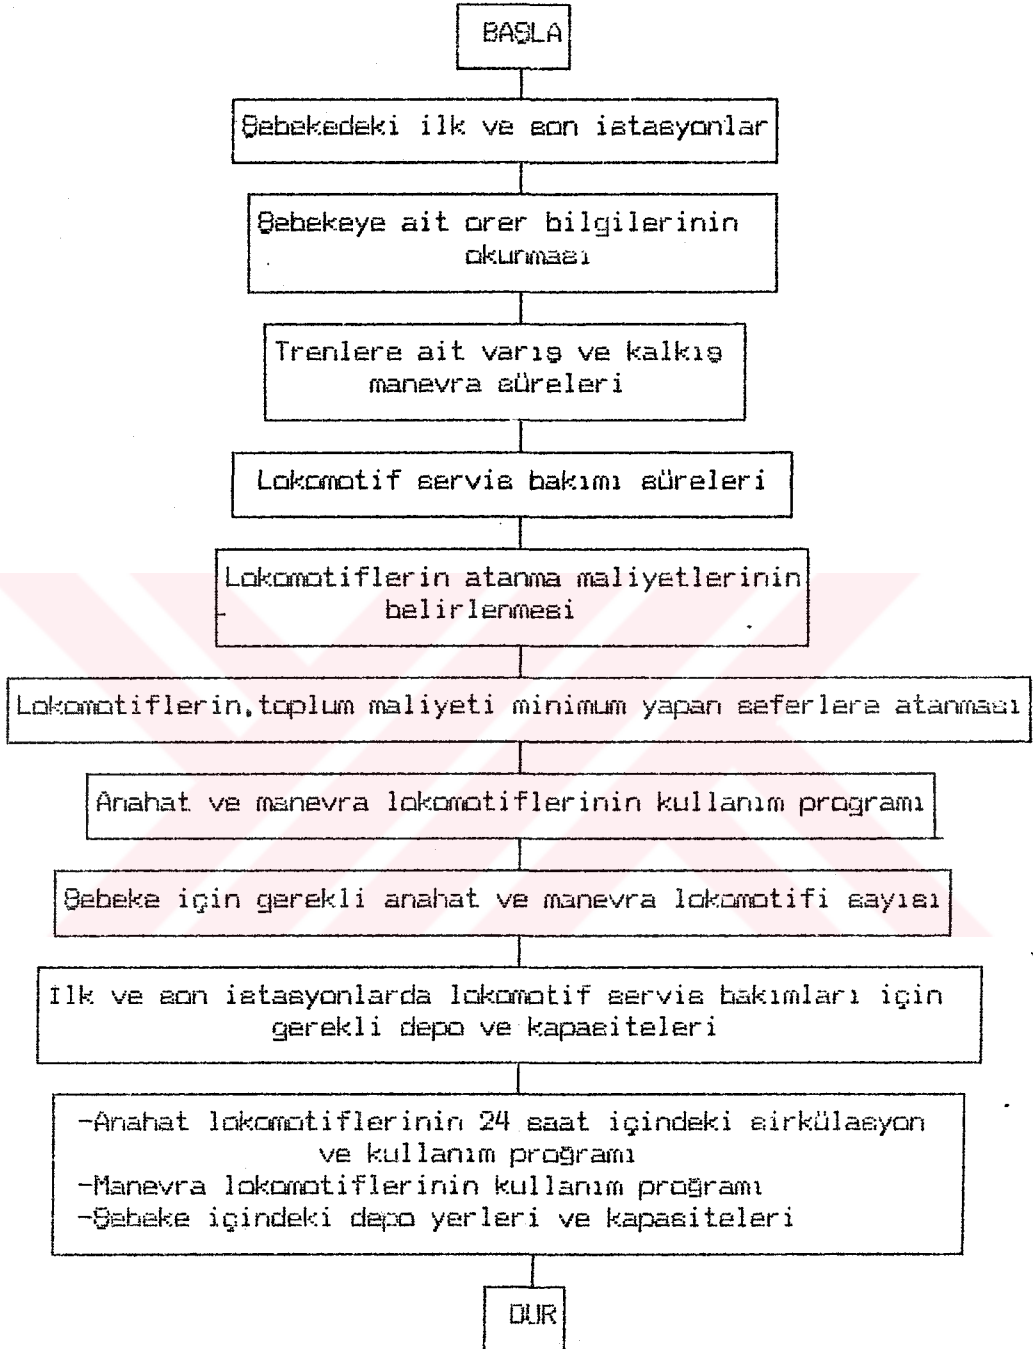 BAŞLA
Şebekedeki ilk ve son istasyonlar
Şebekeye ait orer bilgilerinin
okunması
Trenlere ait varış ve kalkış
manevra süreleri
Lokomotif servis bakımı süreleri
Lokomotiflerin atanma maliyetlerinin
belirlenmesi
Lokomotiflerin,toplum maliyeti minimum yapan seferlere atanması
Anahat ve manevra lokomotiflerinin kullanım programı
Şebeke için gerekli anahat ve manevra lokomotifi sayısı
İlk ve son istasyonlarda lokomotif servis bakımları için
gerekli depo ve kapasiteleri
-Anahat lokomotiflerinin 24 saat içindeki sirkülasyon
ve kullanım proğramı
-Manevra lokomotiflerinin kullanım proğramı
-Şebeke içindeki depo yerleri ve kapasiteleri
DUR